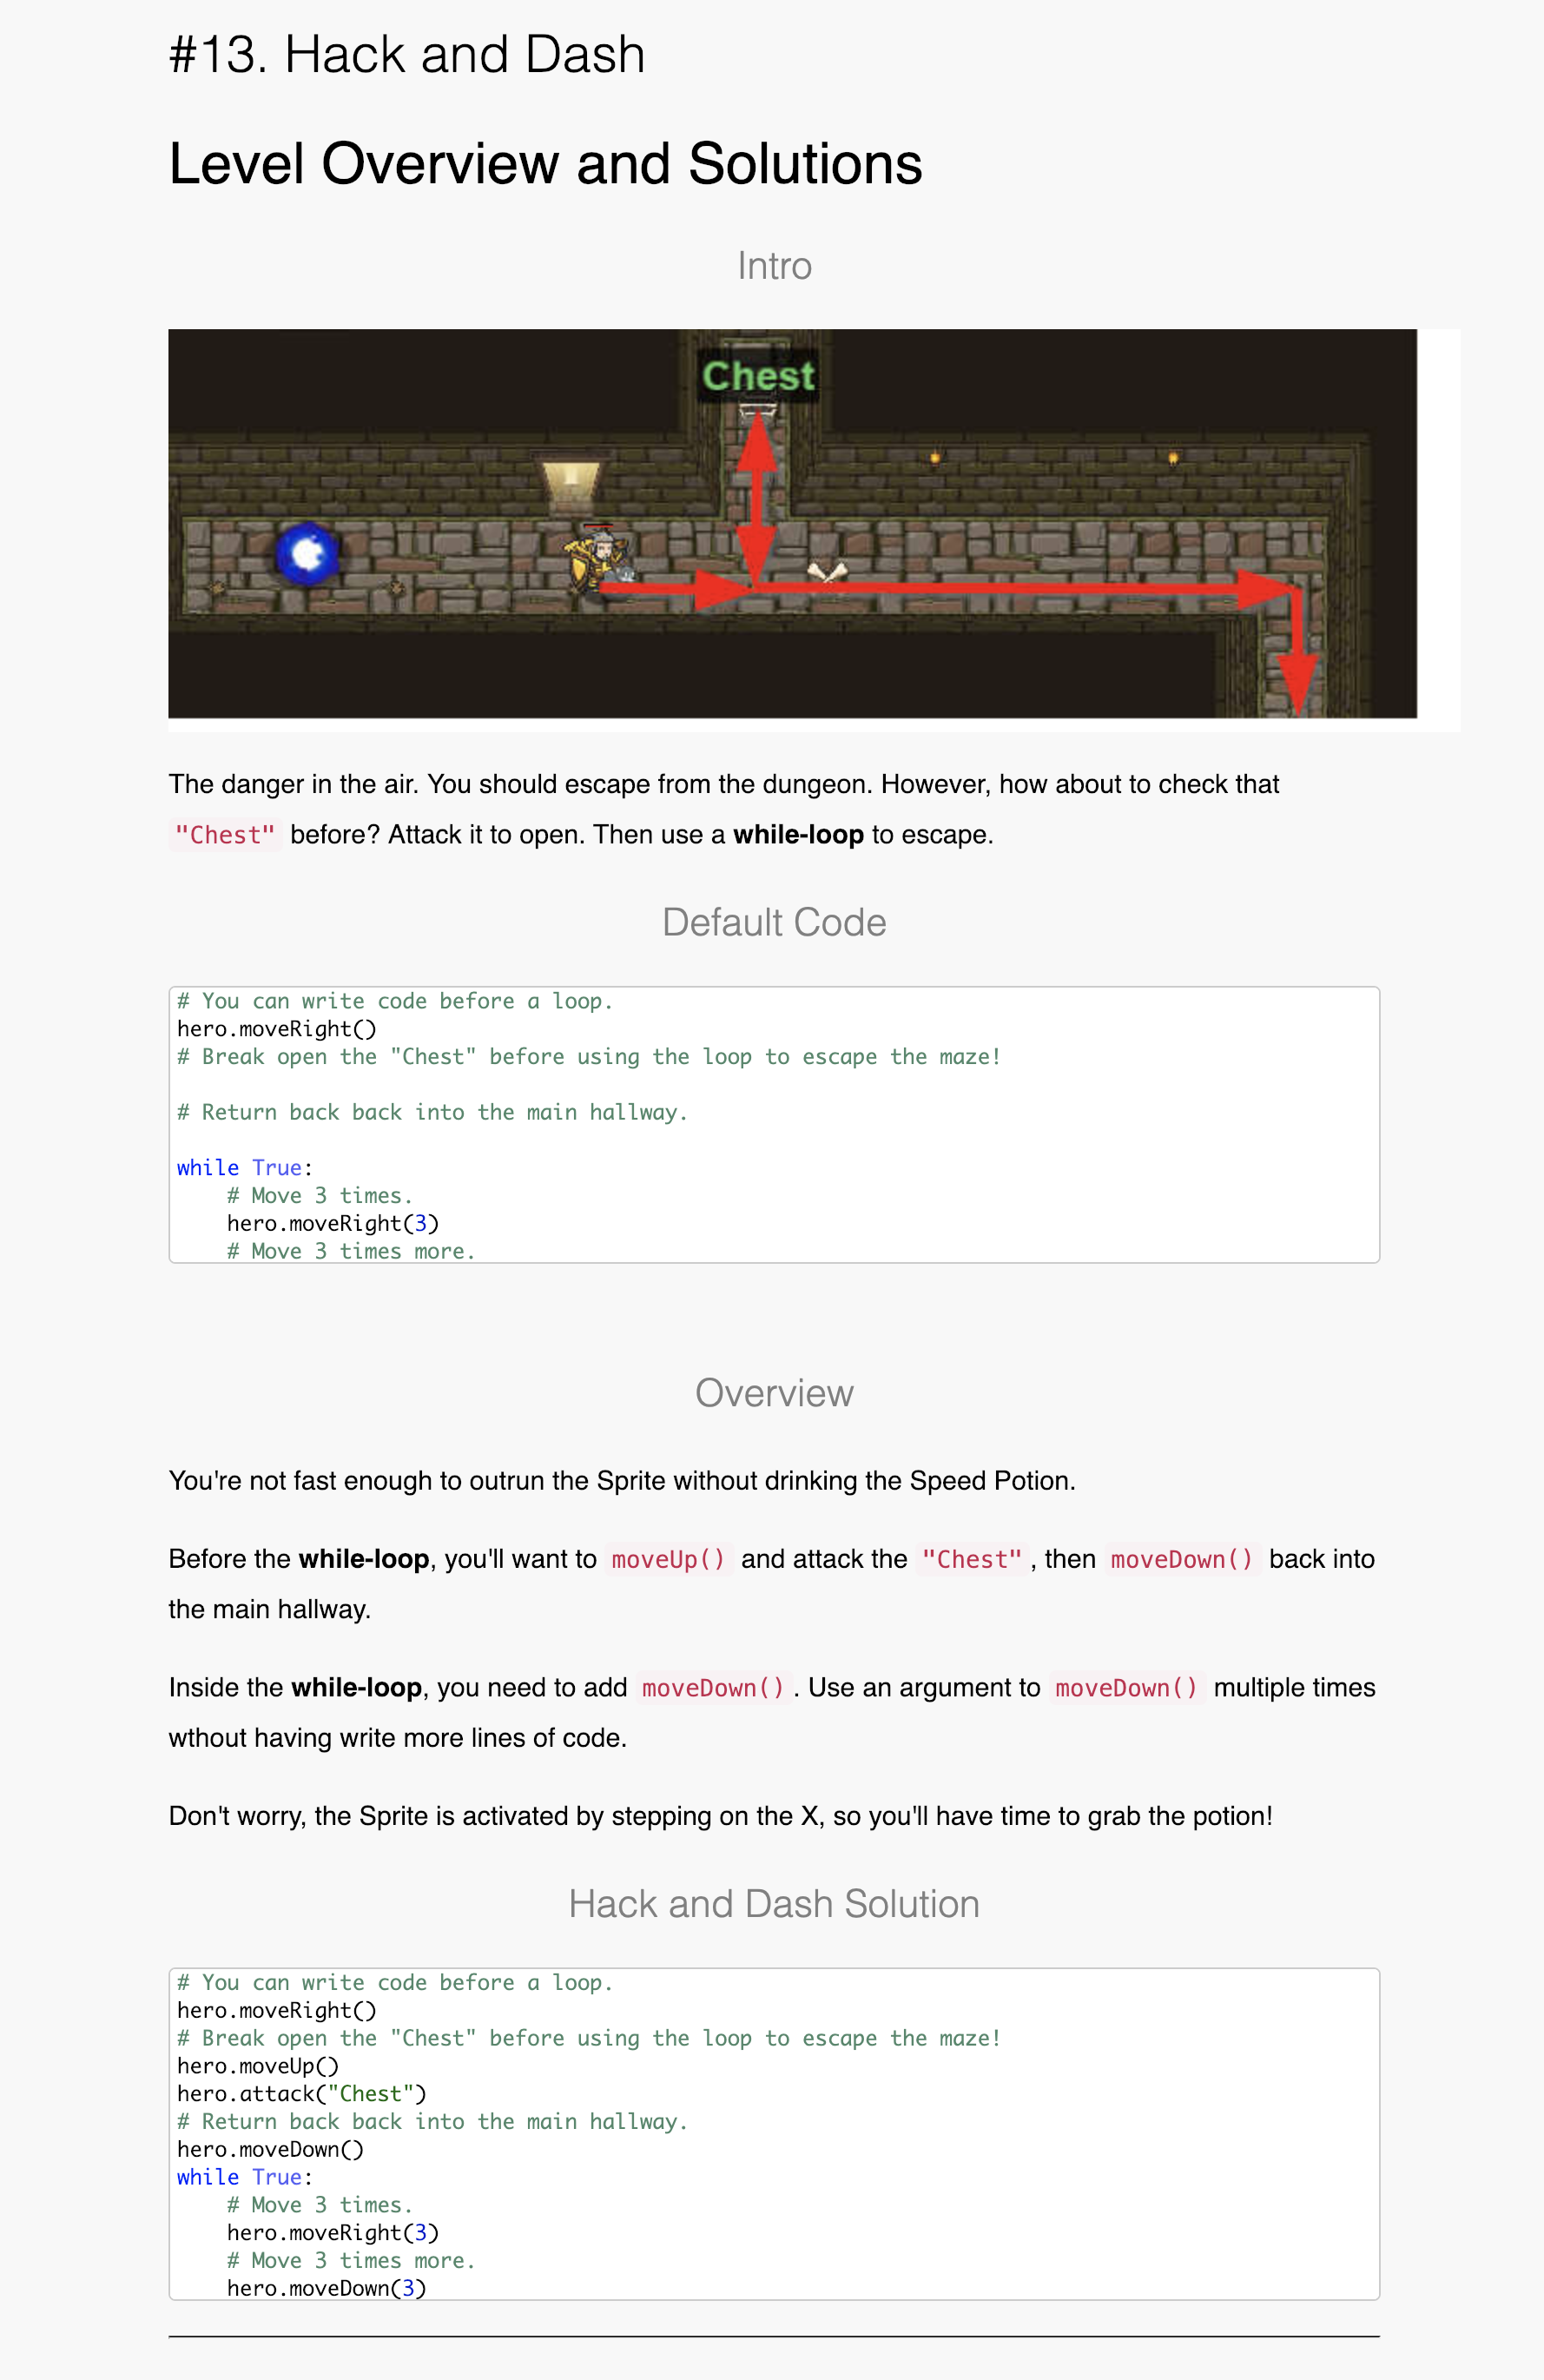 #13. Hack and Dash
Level Overview and Solutions
Intro
Chest
The danger in the air. You should escape from the dungeon. However, how about to check that
"Chest" before? Attack it to open. Then use a while-loop to escape.
Default Code
# You can write code before a loop.
hero.moveRight()
# Break open the "Chest" before using the loop to escape the maze!
# Return back back into the main hallway.
while True:
    # Move 3 times.
    hero.moveRight(3)
    # Move 3 times more.
Overview
You're not fast enough to outrun the Sprite without drinking the Speed Potion.
Before the while-loop, you'll want to moveUp() and attack the "Chest", then moveDown() back into
the main hallway.
Inside the while-loop, you need to add moveDown(). Use an argument to moveDown() multiple times
wthout having write more lines of code.
Don't worry, the Sprite is activated by stepping on the X, so you'll have time to grab the potion!
Hack and Dash Solution
# You can write code before a loop.
hero.moveRight()
# Break open the "Chest" before using the loop to escape the maze!
hero.moveUp()
hero.attack("Chest")
# Return back back into the main hallway.
hero.moveDown()
while True:
    # Move 3 times.
    hero.moveRight(3)
    # Move 3 times more.
    hero.moveDown(3)